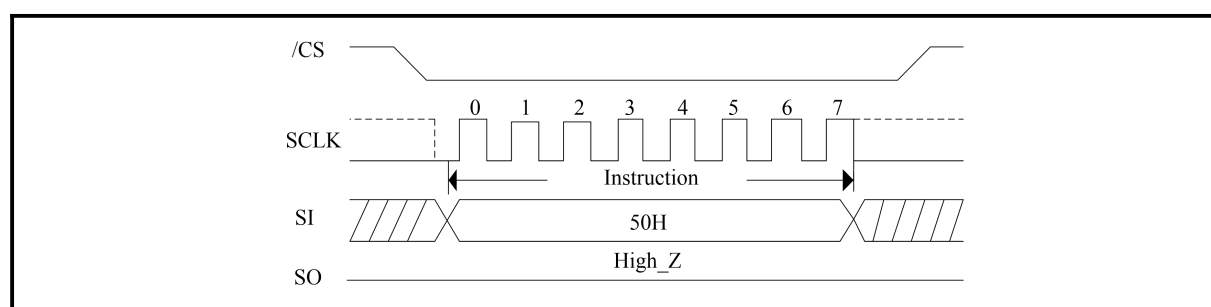 /CS
0 1 2 3 4 5 6 7
SCLK
Instruction
SI
50H
High_Z
SO